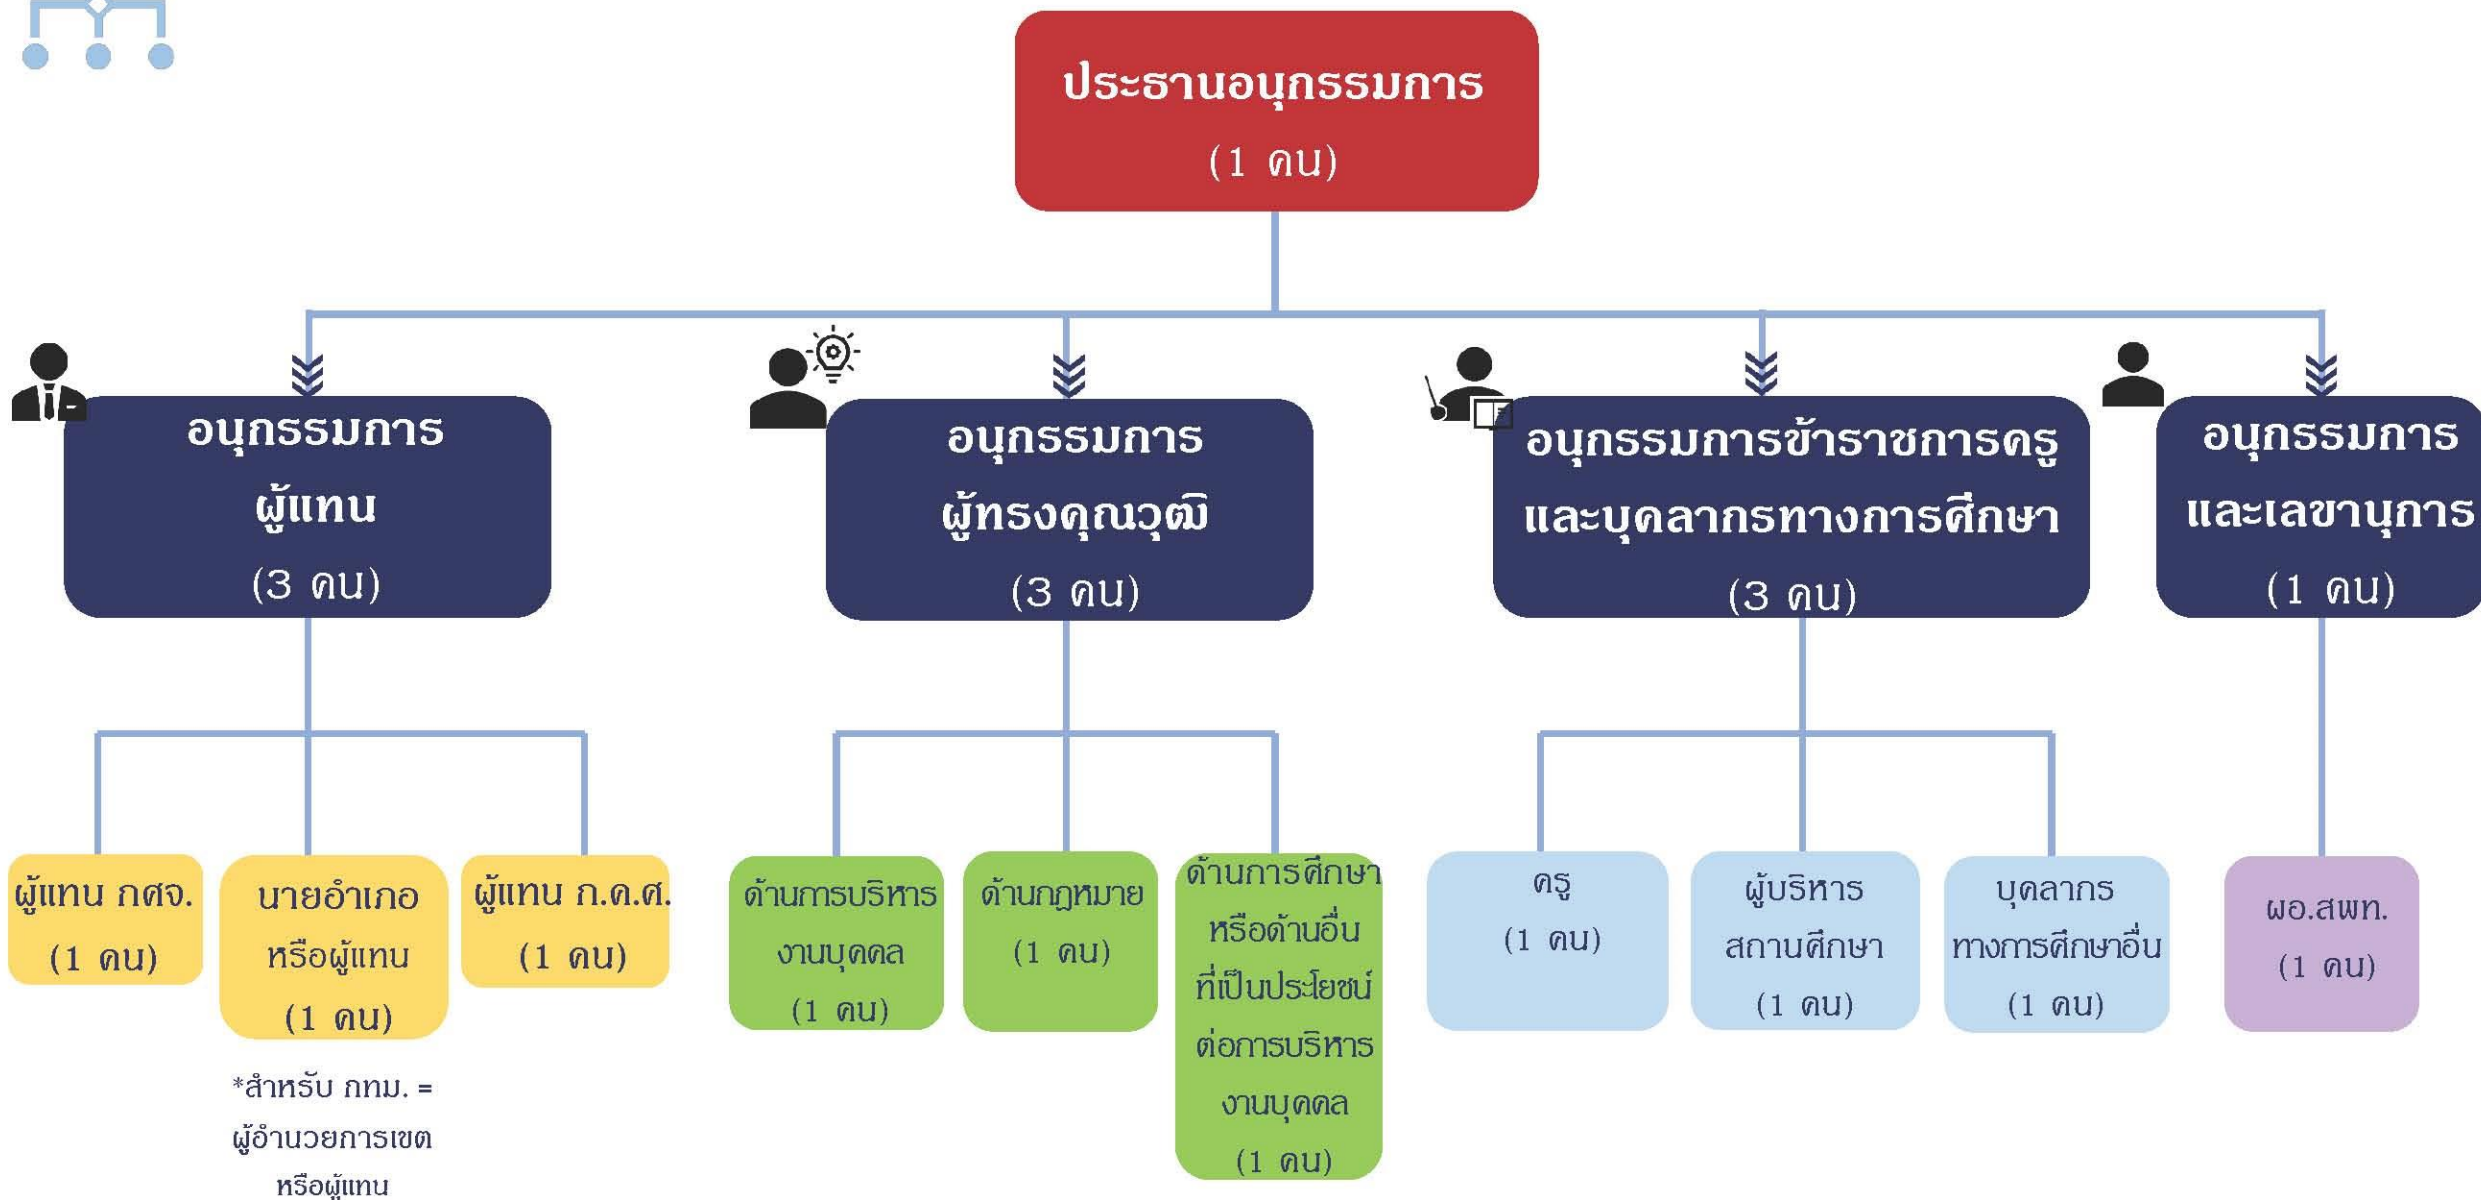 ประธานอนุกรรมการ
(1 คน)
อนุกรรมการ
ผู้แทน
(3 คน)
อนุกรรมการ
ผู้ทรงคุณวุฒิ
(3 คน)
อนุกรรมการข้าราชการครู
และบุคลากรทางการศึกษา
(3 คน)
อนุกรรมการ
และเลขานุการ
(1 คน)
ผู้แทน กศจ.
(1 คน)
นายอำเภอ
หรือผู้แทน
(1 คน)
*สำหรับ กทม. =
ผู้อำนวยการเขต
หรือผู้แทน
ผู้แทน ก.ค.ศ.
(1 คน)
ด้านการบริหาร
งานบุคคล
(1 คน)
ด้านกฎหมาย
(1 คน)
ด้านการศึกษา
หรือด้านอื่น
ที่เป็นประโยชน์
ต่อการบริหาร
งานบุคคล
(1 คน)
ครู
(1 คน)
ผู้บริหาร
สถานศึกษา
(1 คน)
บุคลากร
ทางการศึกษาอื่น
(1 คน)
ผอ.สพท.
(1 คน)